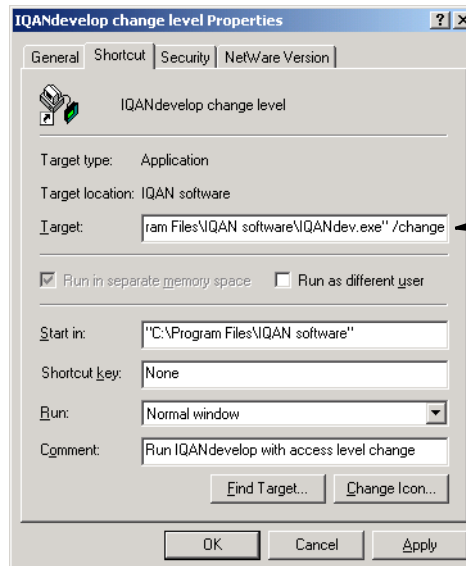 IQANdevelop change level Properties
General Shortcut Security NetWare Version
IQANdevelop change level
Target type: Application
Target location: IQAN software
Target: ram Files\IQAN software\IQANdev.exe" /change
Run in separate memory space Run as different user
Start in: "C:\Program Files\IQAN software"
Shortcut key: None
Run: Normal window
Comment: Run IQANdevelop with access level change
Find Target... Change Icon...
OK Cancel Apply